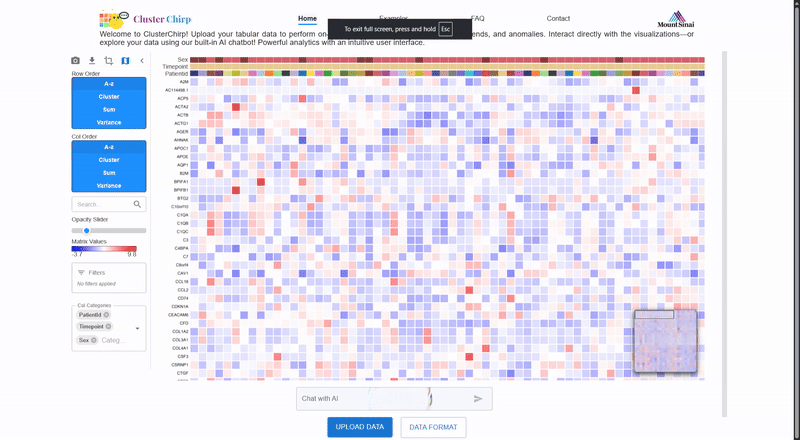 Cluster Chirp
Home
Examples
FAQ
Contact
Mount Sinai
To exit full screen, press and hold Esc
Welcome to ClusterChirp! Upload your tabular data to perform on- ends, and anomalies. Interact directly with the visualizations—or
explore your data using our built-in AI chatbot! Powerful analytics with an intuitive user interface.
Row Order
A-z
Cluster
Sum
Variance
Col Order
A-z
Cluster
Sum
Variance
Search...
Opacity Slider
Matrix Values
-3.7 9.8
Filters
No filters applied
Col Categories
PatientId
Timepoint
Sex Categ...
Sex
Timepoint
PatientId
A2M
AC114498.1
ACP5
ACTA2
ACTB
ACTG1
AGER
AHNAK
APOC1
APOE
AQP1
B2M
BPIFA1
BPIFB1
BTG2
C10orf10
C1QA
C1QB
C1QC
C3
C4BPA
C7
C8orf4
CAV1
CCL18
CCL2
CD74
CDKN1A
CEACAM6
CFD
COL1A2
COL3A1
COL4A1
CSF3
CSRNP1
CTGF
Chat with AI
UPLOAD DATA
DATA FORMAT